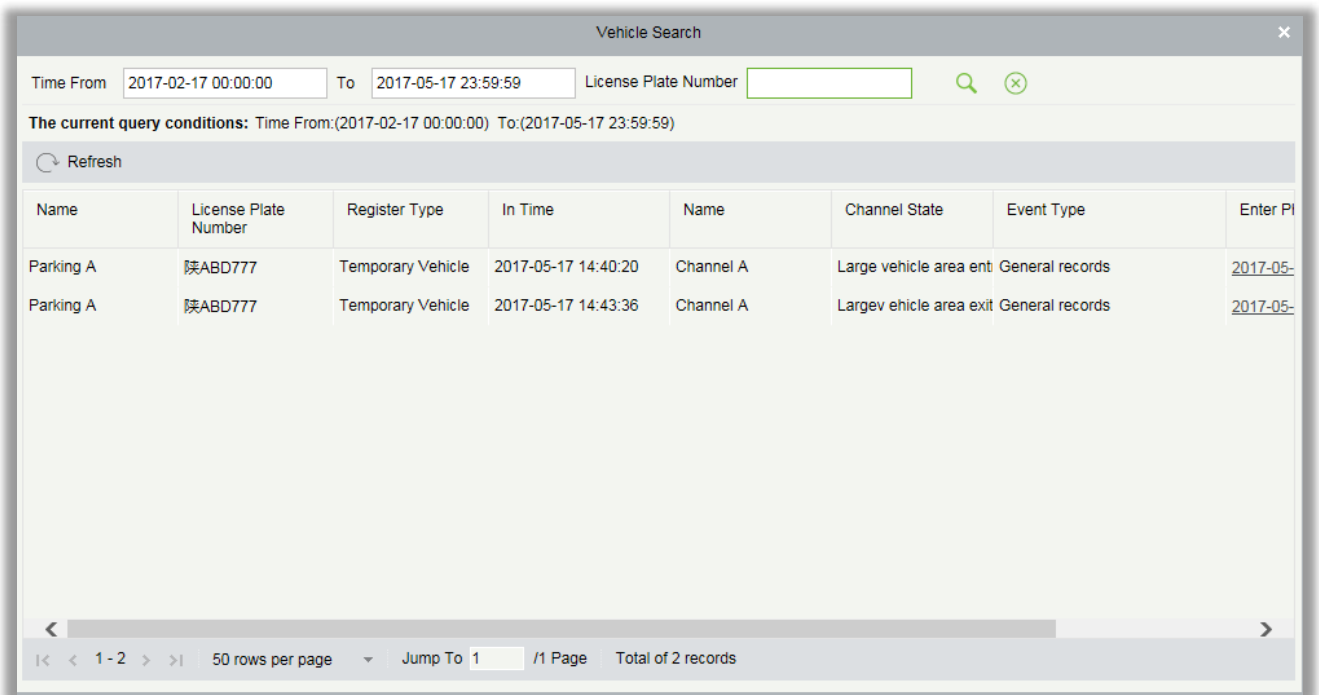 Vehicle Search
Time From 2017-02-17 00:00:00 To 2017-05-17 23:59:59 License Plate Number
The current query conditions: Time From:(2017-02-17 00:00:00) To:(2017-05-17 23:59:59)
Refresh
Name License Plate Number Register Type In Time Name Channel State Event Type Enter Pl
Parking A 陕ABD777 Temporary Vehicle 2017-05-17 14:40:20 Channel A Large vehicle area ent General records 2017-05-
Parking A 陕ABD777 Temporary Vehicle 2017-05-17 14:43:36 Channel A Largev ehicle area exit General records 2017-05-
1 - 2 50 rows per page Jump To 1 /1 Page Total of 2 records